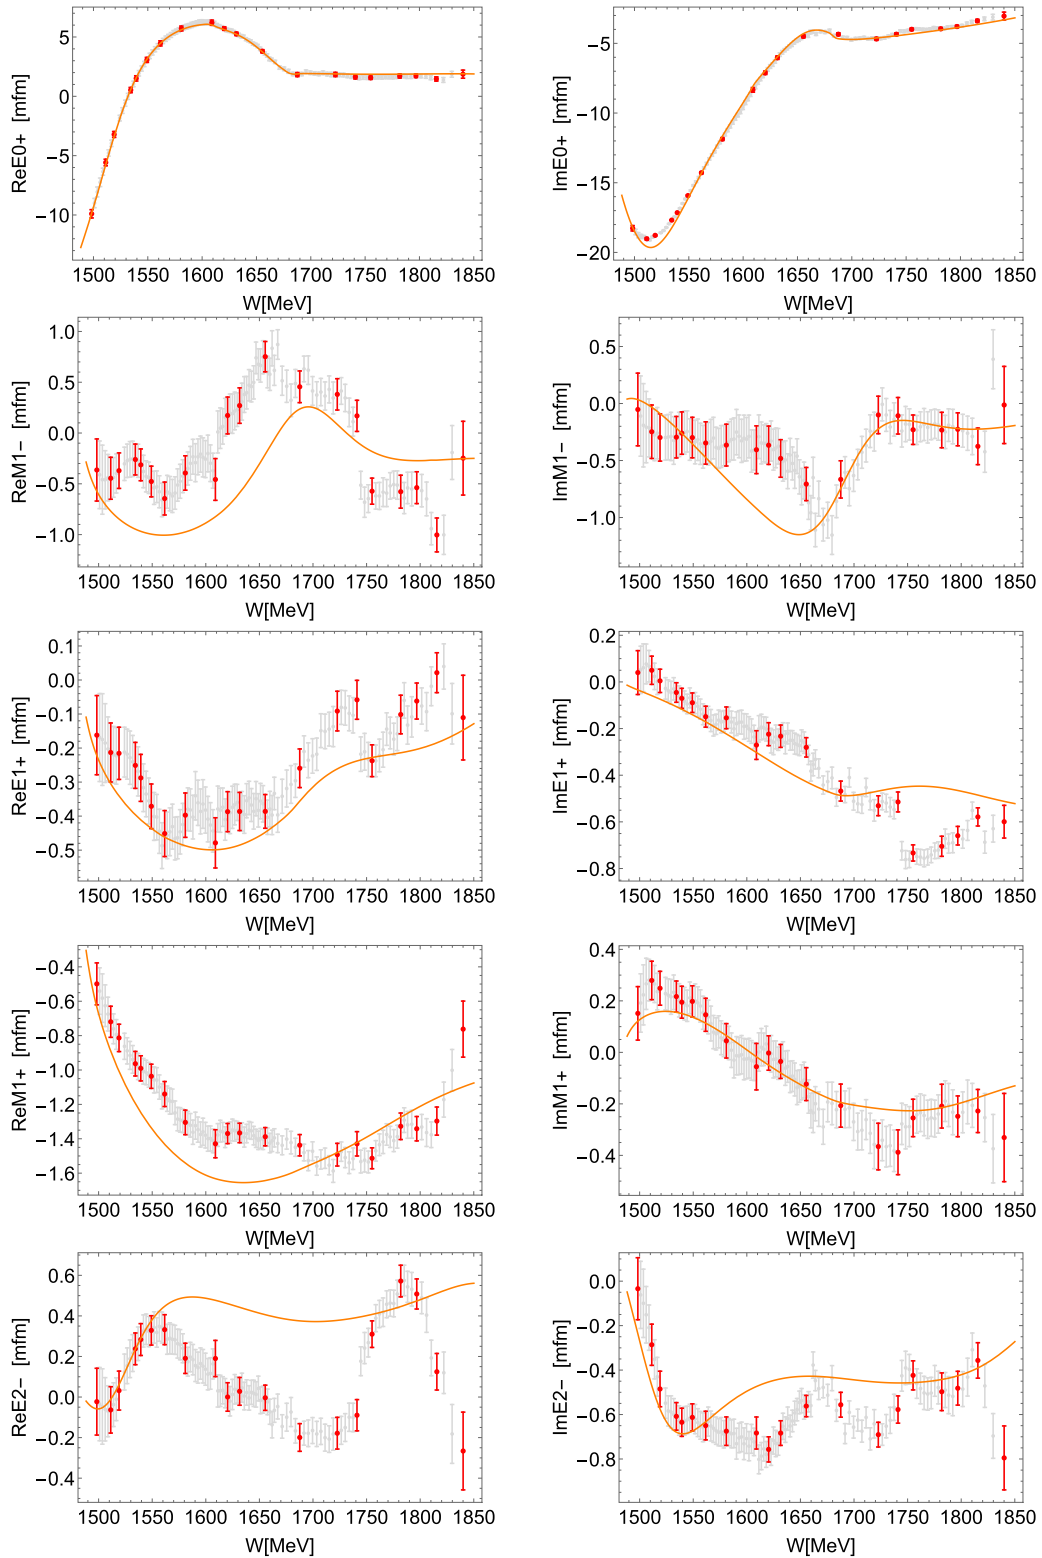 ReE0+ [mfm]
5
0
−5
−10
1500 1550 1600 1650 1700 1750 1800 1850
W[MeV]
ImE0+ [mfm]
−5
−10
−15
−20
1500 1550 1600 1650 1700 1750 1800 1850
W[MeV]
ReM1− [mfm]
1.0
0.5
0.0
−0.5
−1.0
1500 1550 1600 1650 1700 1750 1800 1850
W[MeV]
ImM1− [mfm]
0.5
0.0
−0.5
−1.0
1500 1550 1600 1650 1700 1750 1800 1850
W[MeV]
ReE1+ [mfm]
0.1
0.0
−0.1
−0.2
−0.3
−0.4
−0.5
1500 1550 1600 1650 1700 1750 1800 1850
W[MeV]
ImE1+ [mfm]
0.2
0.0
−0.2
−0.4
−0.6
−0.8
1500 1550 1600 1650 1700 1750 1800 1850
W[MeV]
ReM1+ [mfm]
−0.4
−0.6
−0.8
−1.0
−1.2
−1.4
−1.6
1500 1550 1600 1650 1700 1750 1800 1850
W[MeV]
ImM1+ [mfm]
0.4
0.2
0.0
−0.2
−0.4
1500 1550 1600 1650 1700 1750 1800 1850
W[MeV]
ReE2− [mfm]
0.6
0.4
0.2
0.0
−0.2
−0.4
1500 1550 1600 1650 1700 1750 1800 1850
W[MeV]
ImE2− [mfm]
0.0
−0.2
−0.4
−0.6
−0.8
1500 1550 1600 1650 1700 1750 1800 1850
W[MeV]